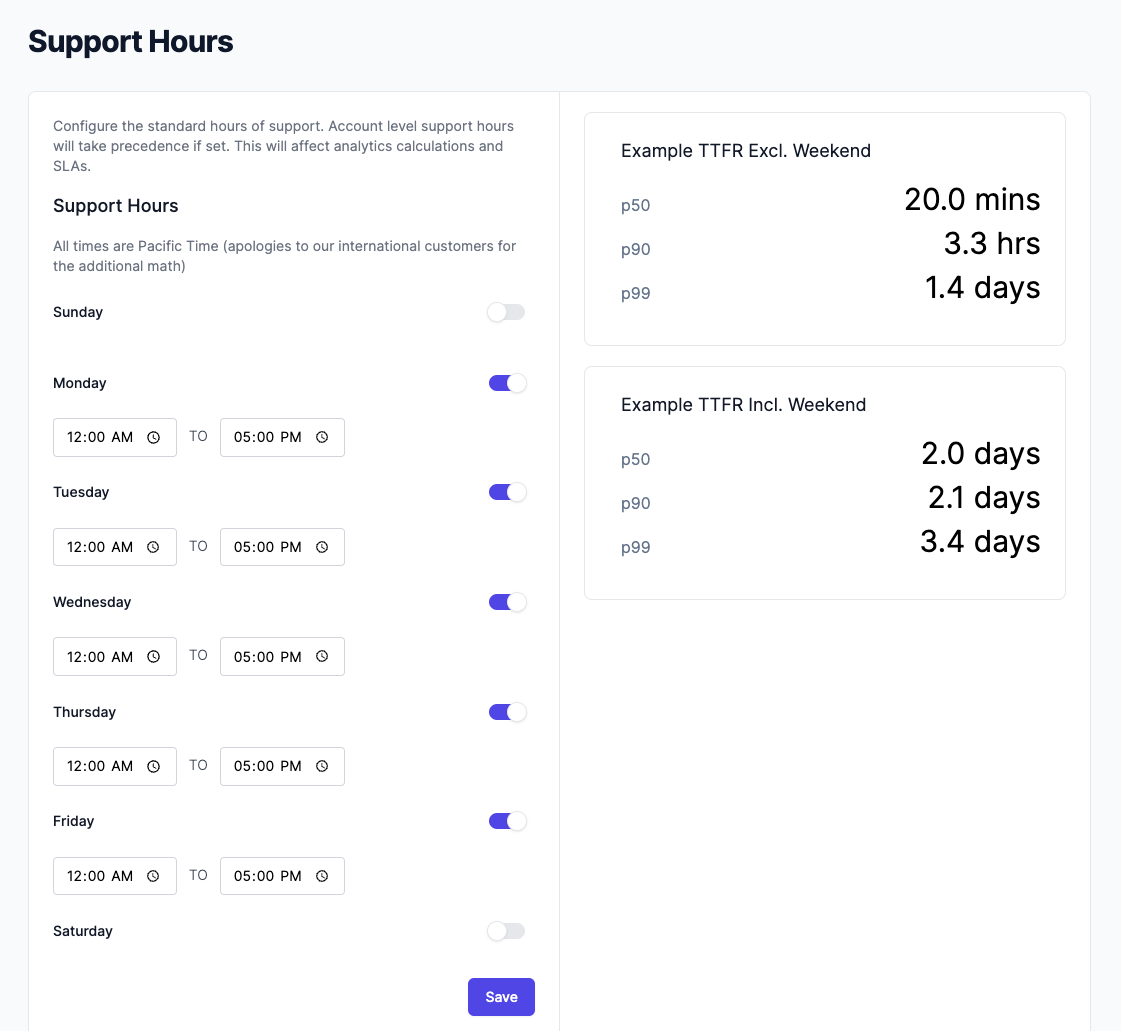 Support Hours
Configure the standard hours of support. Account level support hours
will take precedence if set. This will affect analytics calculations and
SLAs.
Support Hours
All times are Pacific Time (apologies to our international customers for
the additional math)
Sunday
Monday
12:00 AM TO 05:00 PM
Tuesday
12:00 AM TO 05:00 PM
Wednesday
12:00 AM TO 05:00 PM
Thursday
12:00 AM TO 05:00 PM
Friday
12:00 AM TO 05:00 PM
Saturday
Save
Example TTFR Excl. Weekend
p50 20.0 mins
p90 3.3 hrs
p99 1.4 days
Example TTFR Incl. Weekend
p50 2.0 days
p90 2.1 days
p99 3.4 days